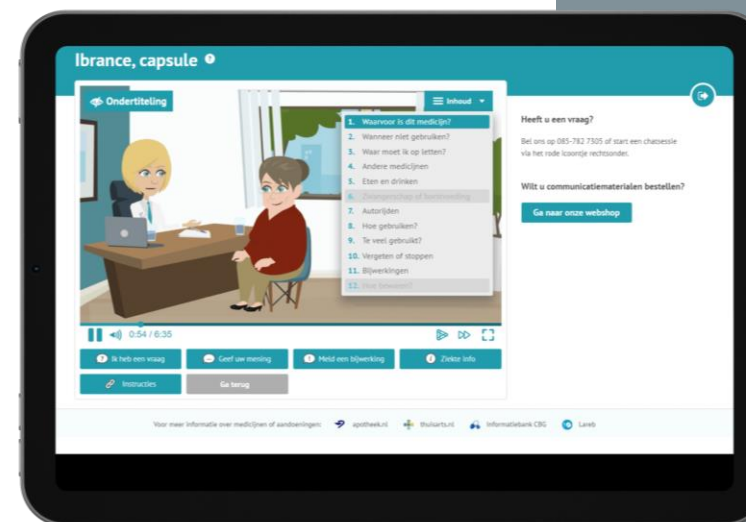 Ibrance, capsule ?
Ondertiteling
Inhoud
1. Waarvoor is dit medicijn?
2. Wanneer niet gebruiken?
3. Waar moet ik op letten?
4. Andere medicijnen
5. Eten en drinken
6. Zwangerschap of borstvoeding
7. Autorijden
8. Hoe gebruiken?
9. Te veel gebruikt?
10. Vergeten of stoppen
11. Bijwerkingen
12. Hoe bewaren?
0:54 / 6:35
? Ik heb een vraag
Geef uw mening
! Meld een bijwerking
i Ziekte info
Instructies
Ga terug
Heeft u een vraag?
Bel ons op 085-782 7305 of start een chatsessie
via het rode icoontje rechtsonder.
Wilt u communicatiematerialen bestellen?
Ga naar onze webshop
Voor meer informatie over medicijnen of aandoeningen: apotheek.nl thuisarts.nl Informatiebank CBG Lareb